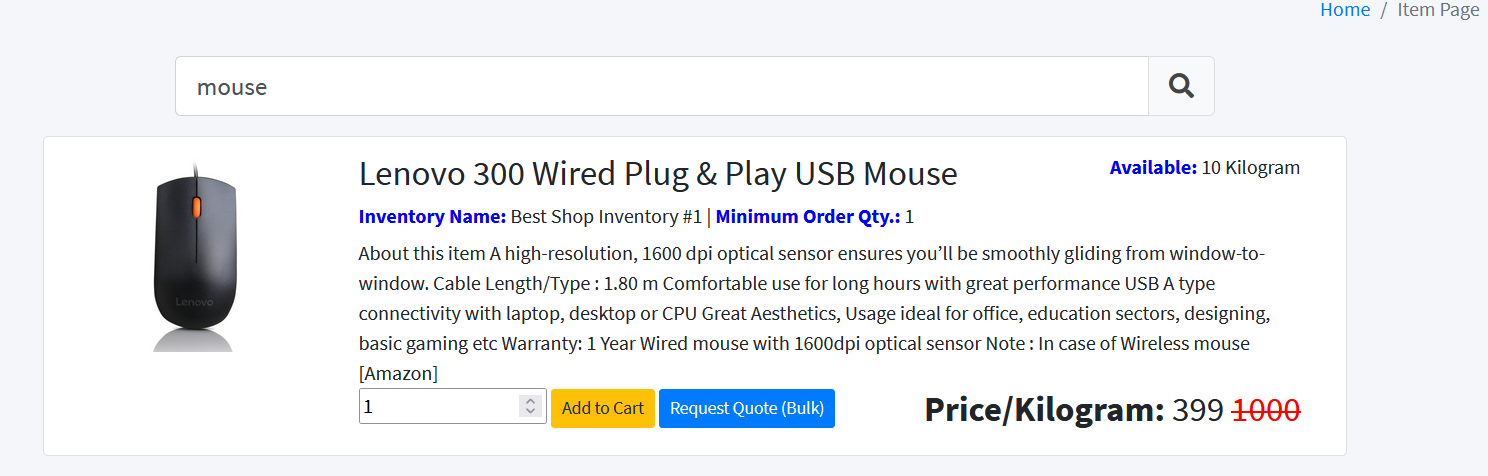 Home / Item Page
mouse
Lenovo 300 Wired Plug & Play USB Mouse
Available: 10 Kilogram
Inventory Name: Best Shop Inventory #1 | Minimum Order Qty.: 1
About this item A high-resolution, 1600 dpi optical sensor ensures you’ll be smoothly gliding from window-to-
window. Cable Length/Type : 1.80 m Comfortable use for long hours with great performance USB A type
connectivity with laptop, desktop or CPU Great Aesthetics, Usage ideal for office, education sectors, designing,
basic gaming etc Warranty: 1 Year Wired mouse with 1600dpi optical sensor Note : In case of Wireless mouse
[Amazon]
Lenovo
1 Add to Cart Request Quote (Bulk) Price/Kilogram: 399 1000